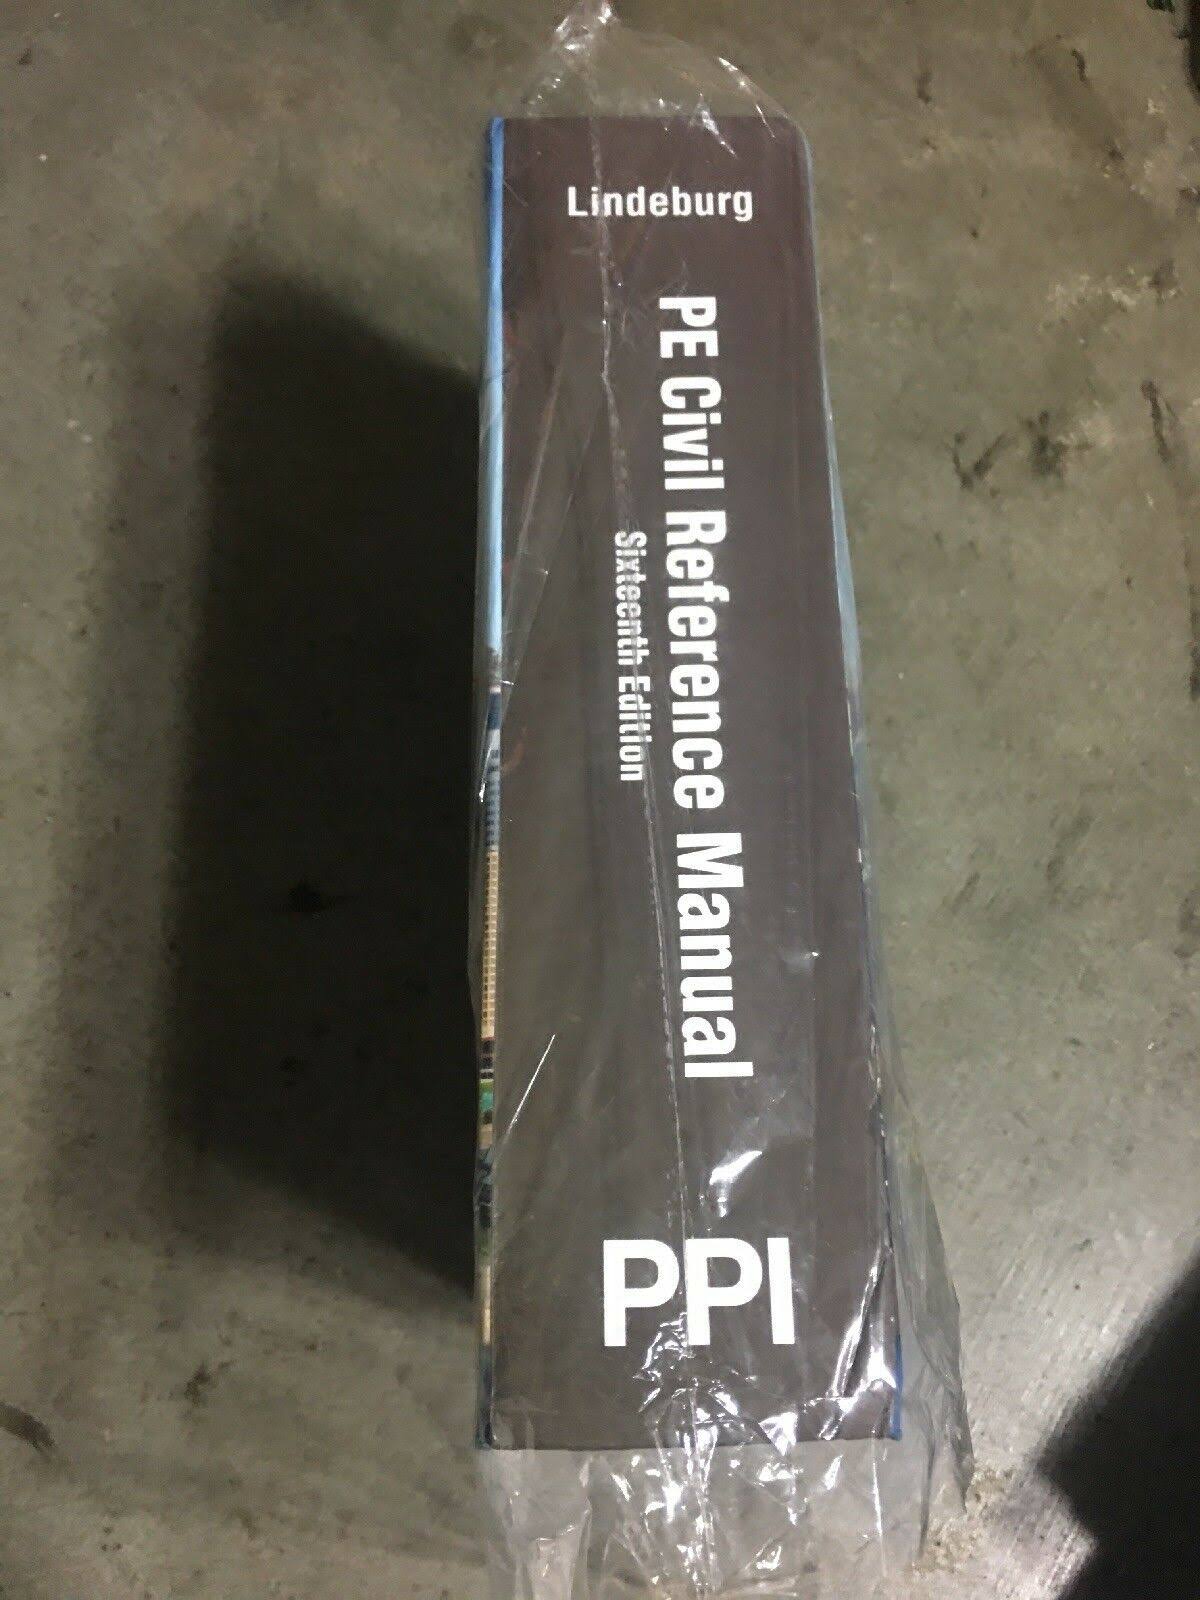 Lindeburg
PE Civil Reference Manual
Sixteenth Edition
PPI